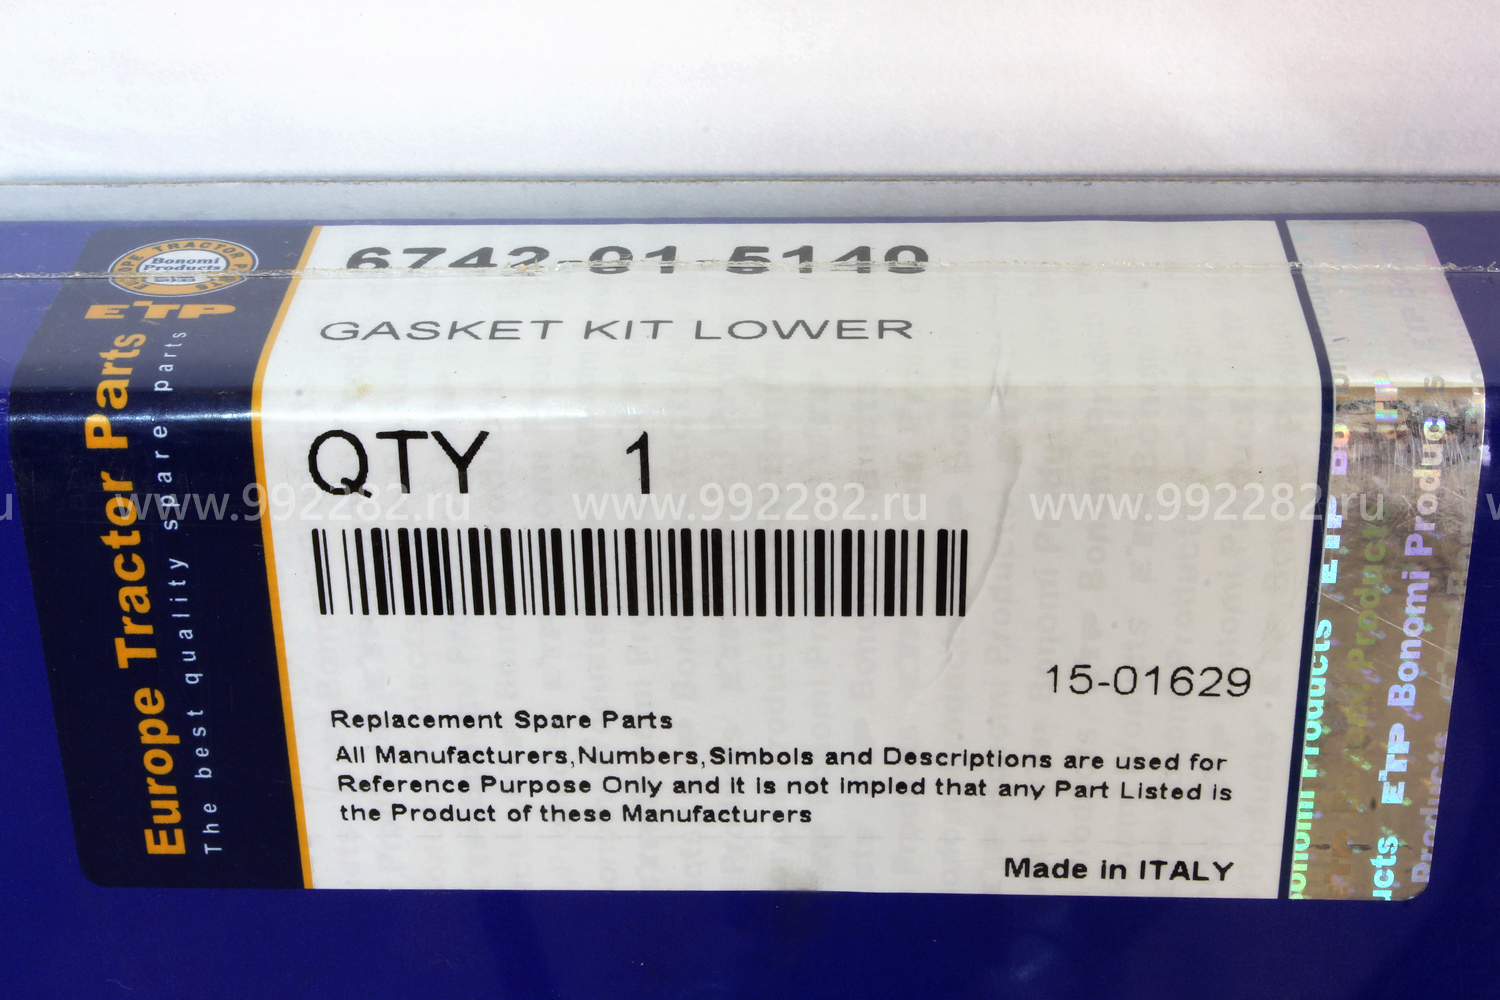 EUROPE TRACTOR PARTS
Bonomi
Products
ETP
Europe Tractor Parts
The best quality spare parts
GASKET KIT LOWER
QTY 1
www.992282.ru www.992282.ru www.992282.ru
15-01629
Replacement Spare Parts
All Manufacturers,Numbers,Simbols and Descriptions are used for
Reference Purpose Only and it is not impled that any Part Listed is
the Product of these Manufacturers
Made in ITALY
ETP Bonomi Products